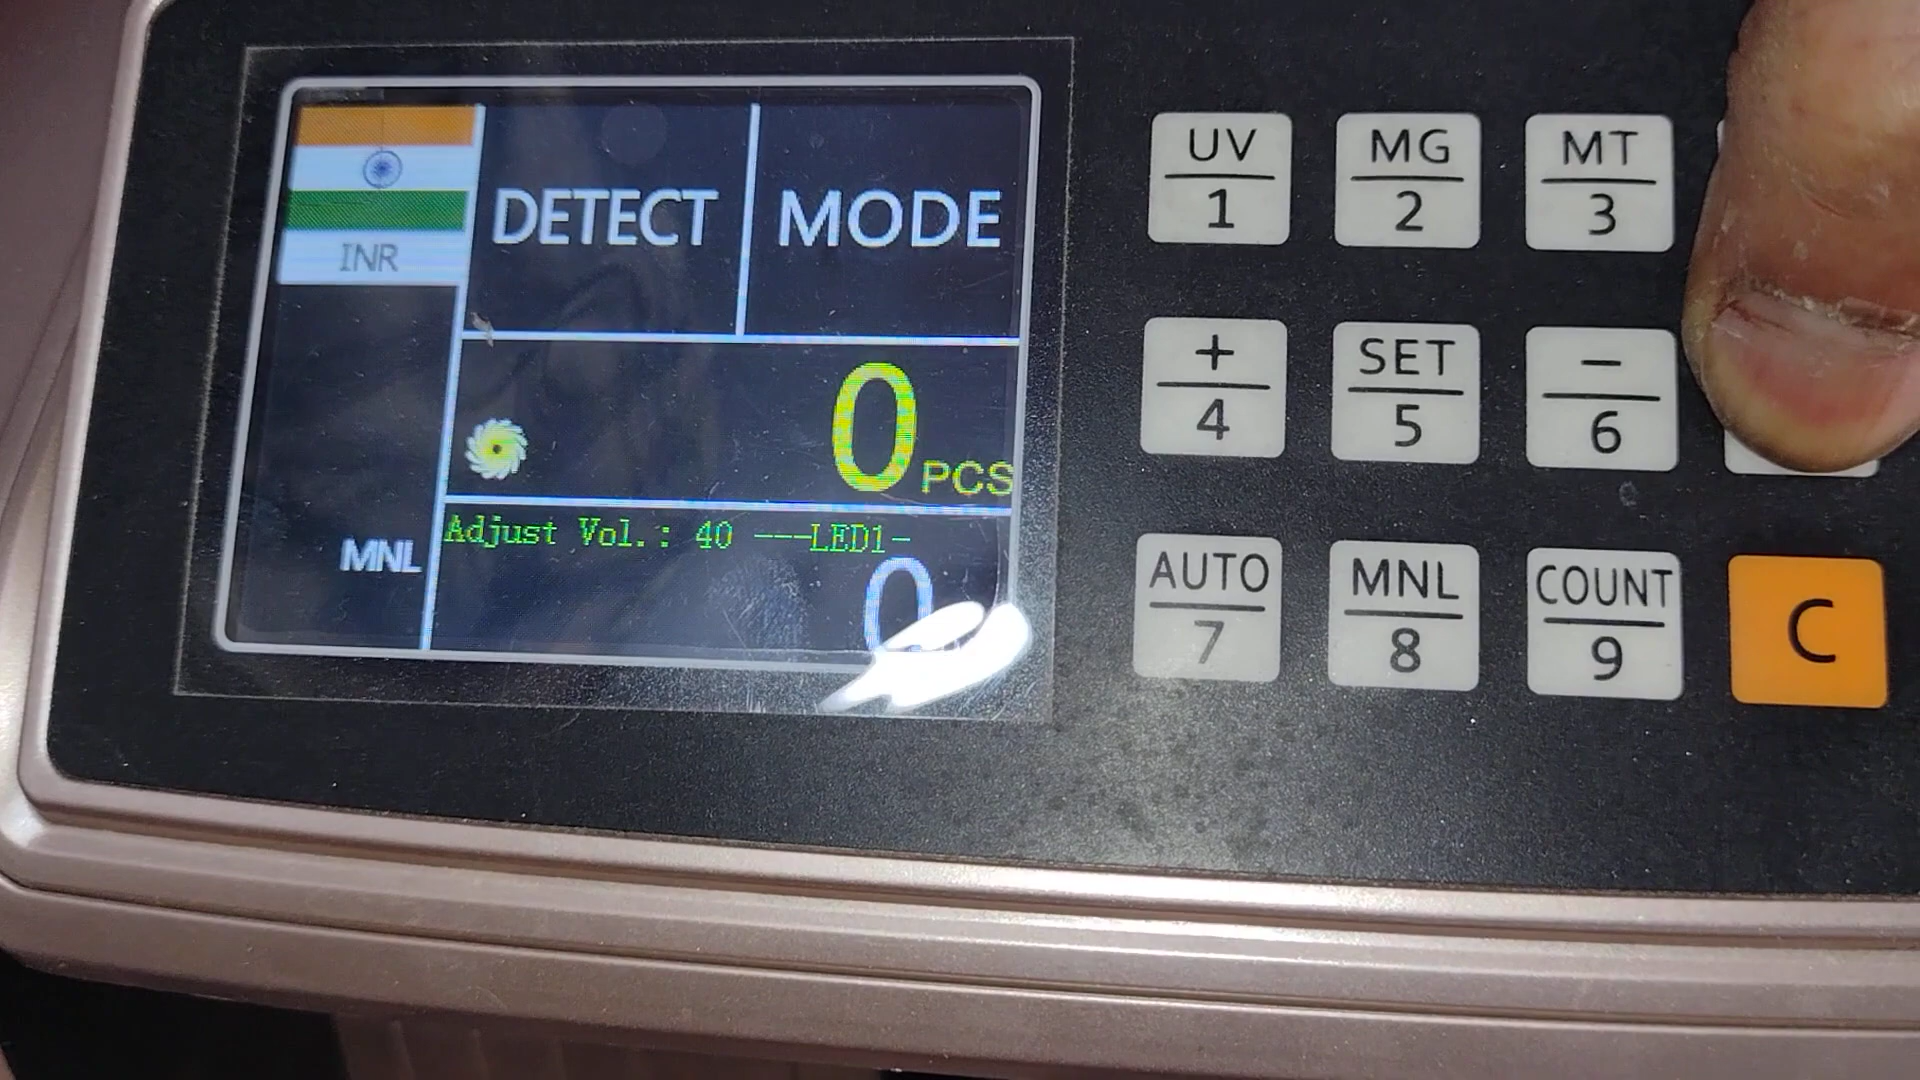 INR
DETECT
MODE
0 PCS
Adjust Vol.: 40 ---LED1-
MNL
0
UV
1
MG
2
MT
3
+
4
SET
5
-
6
AUTO
7
MNL
8
COUNT
9
C